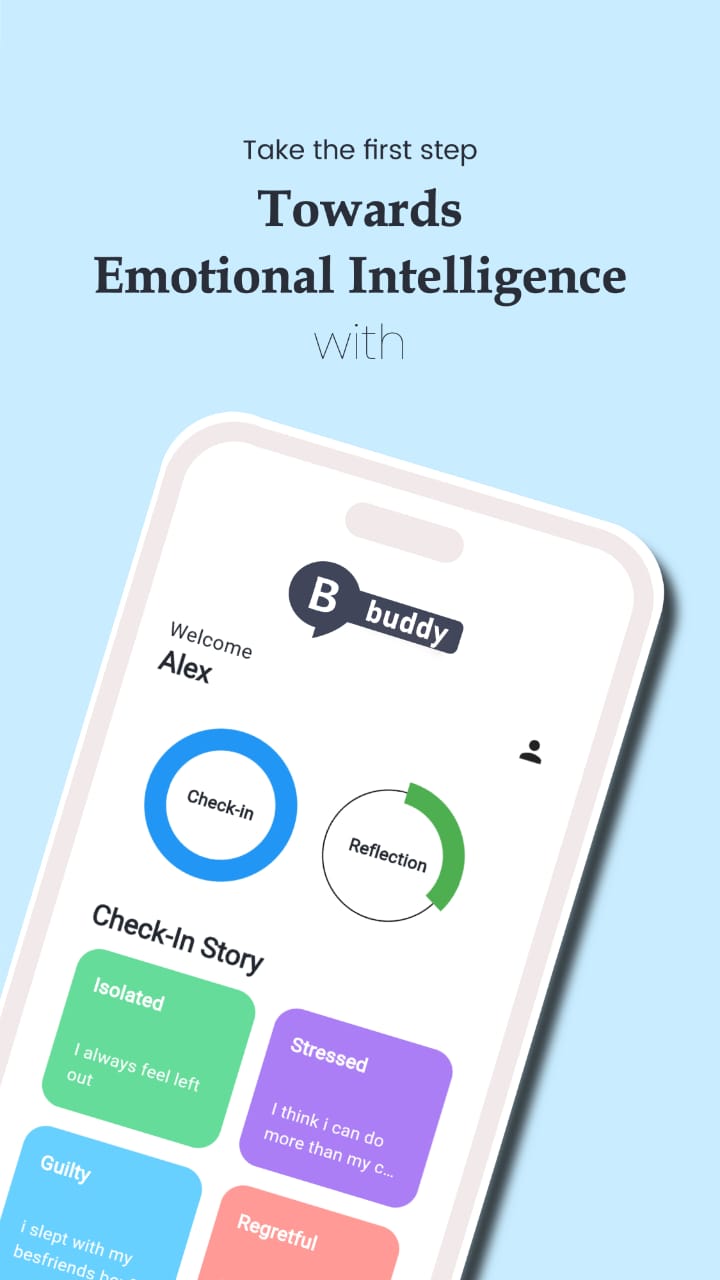 Take the first step
Towards
Emotional Intelligence
with
B
buddy
Welcome
Alex
Check-in
Reflection
Check-In Story
Isolated
I always feel left
out
Stressed
I think i can do
more than my c...
Guilty
i slept with my
besfriends
Regretful